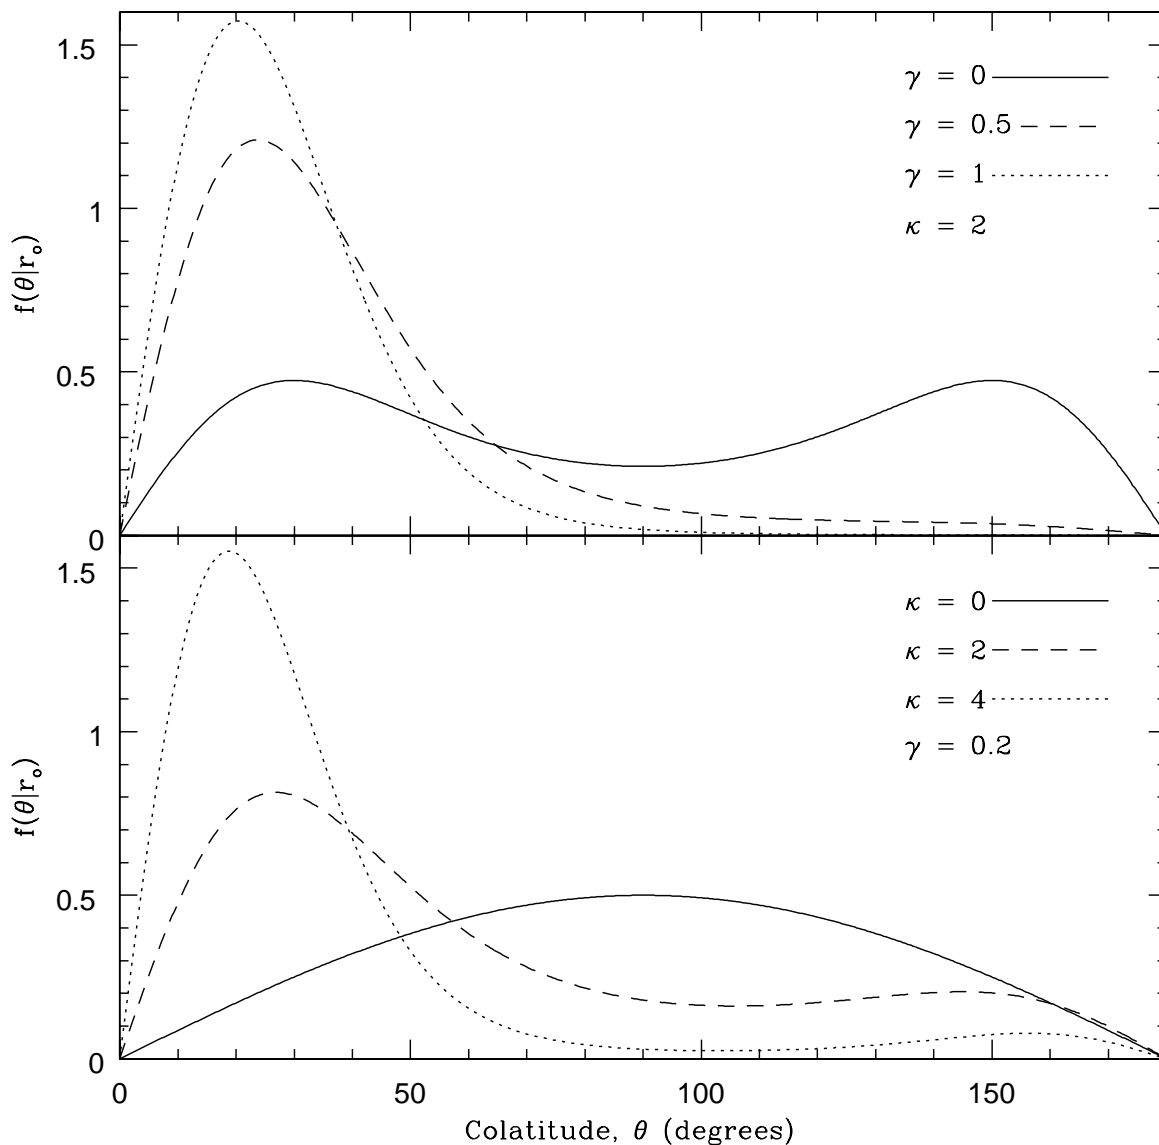 1.5
1
0.5
0
f(θ|r₀)
γ = 0
γ = 0.5
γ = 1
κ = 2
1.5
1
0.5
0
f(θ|r₀)
κ = 0
κ = 2
κ = 4
γ = 0.2
0 50 100 150
Colatitude, θ (degrees)